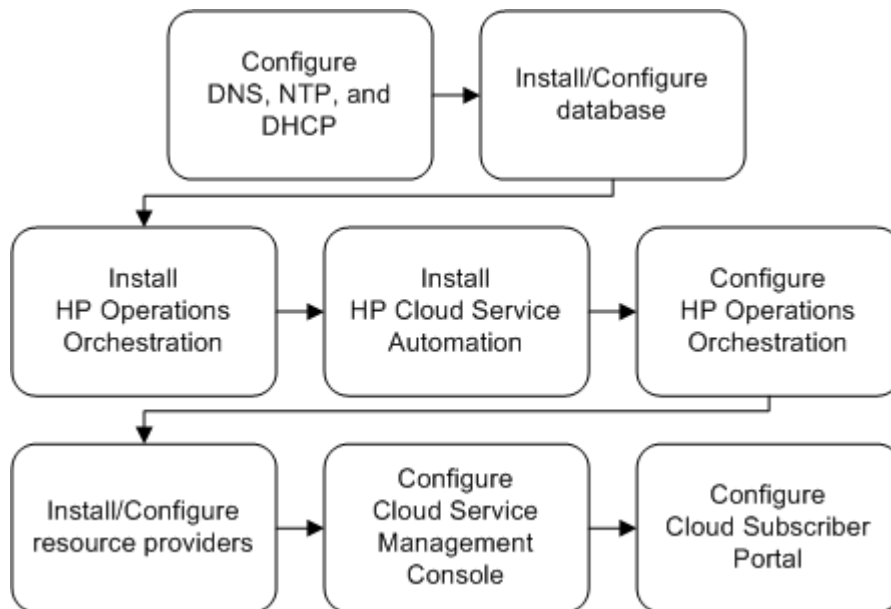 Configure
DNS, NTP, and
DHCP
Install/Configure
database
Install
HP Operations
Orchestration
Install
HP Cloud Service
Automation
Configure
HP Operations
Orchestration
Install/Configure
resource providers
Configure
Cloud Service
Management
Console
Configure
Cloud Subscriber
Portal